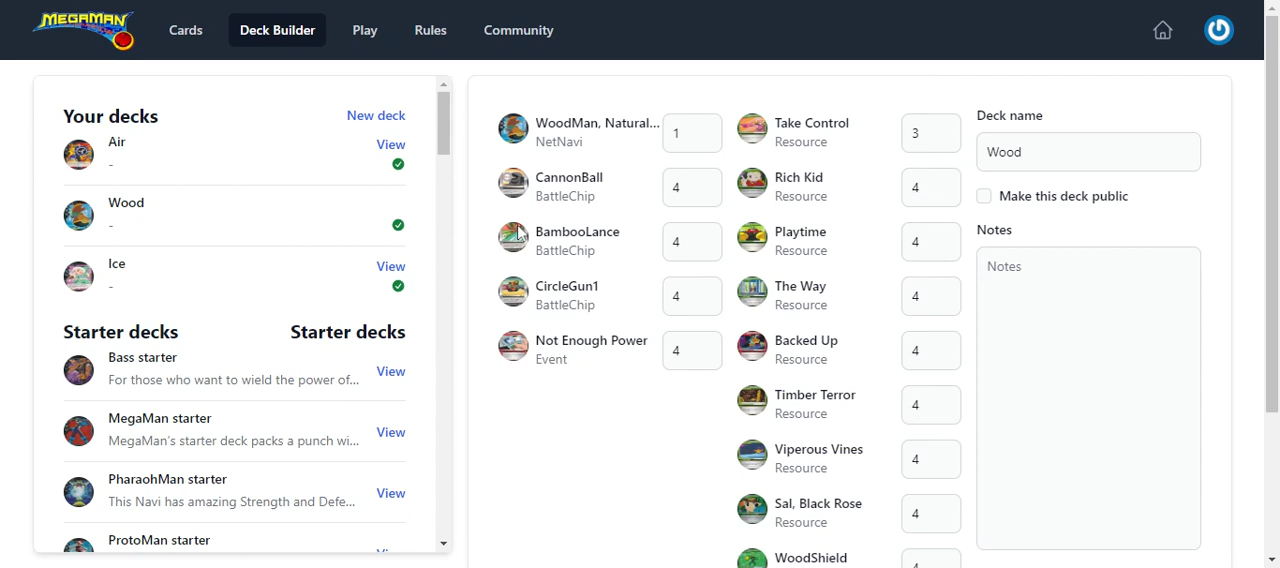 MEGAMAN
Cards
Deck Builder
Play
Rules
Community
Your decks
New deck
Air
View
-
Wood
-
Ice
View
-
Starter decks
Starter decks
Bass starter
For those who want to wield the power of...
View
MegaMan starter
MegaMan's starter deck packs a punch wi...
View
PharaohMan starter
This Navi has amazing Strength and Defe...
View
ProtoMan starter
WoodMan, Natural...
NetNavi
1
CannonBall
BattleChip
4
BambooLance
BattleChip
4
CircleGun1
BattleChip
4
Not Enough Power
Event
4
Take Control
Resource
3
Rich Kid
Resource
4
Playtime
Resource
4
The Way
Resource
4
Backed Up
Resource
4
Timber Terror
Resource
4
Viperous Vines
Resource
4
Sal, Black Rose
Resource
4
WoodShield
4
Deck name
Wood
Make this deck public
Notes
Notes